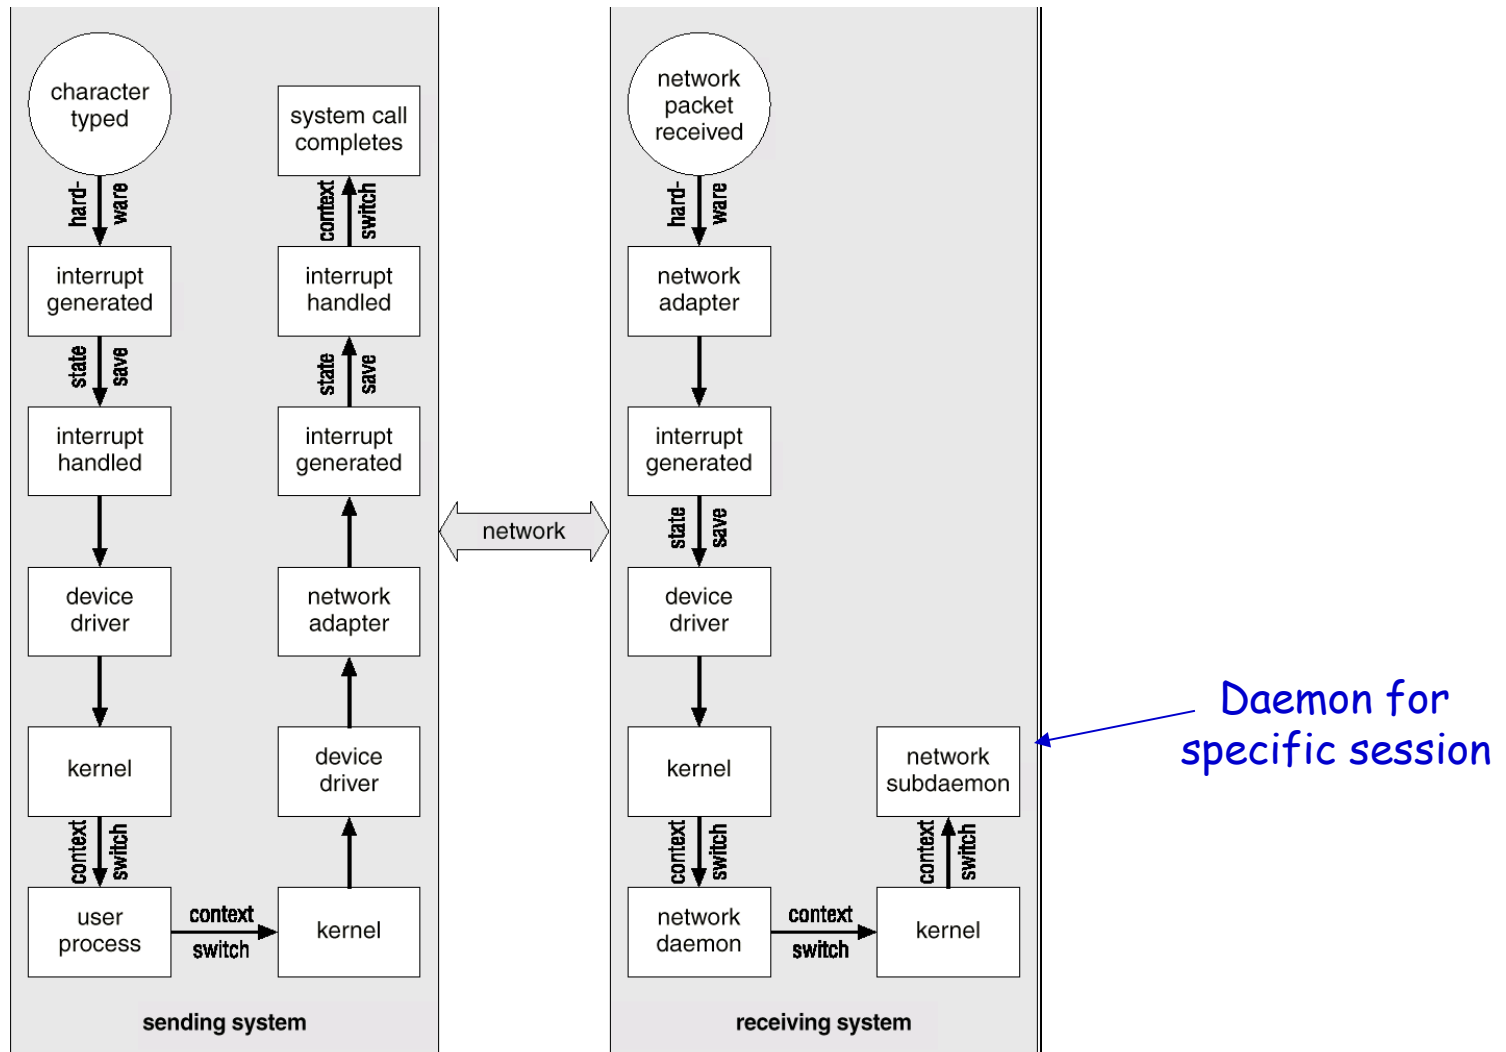 character
typed
hard-
ware
interrupt
generated
state
save
interrupt
handled
device
driver
kernel
context
switch
user
process
context
switch
kernel
device
driver
network
adapter
interrupt
generated
state
save
interrupt
handled
context
switch
system call
completes
sending system
network
network
packet
received
hard-
ware
network
adapter
interrupt
generated
state
save
device
driver
kernel
context
switch
network
daemon
context
switch
kernel
context
switch
network
subdaemon
receiving system
Daemon for
specific session